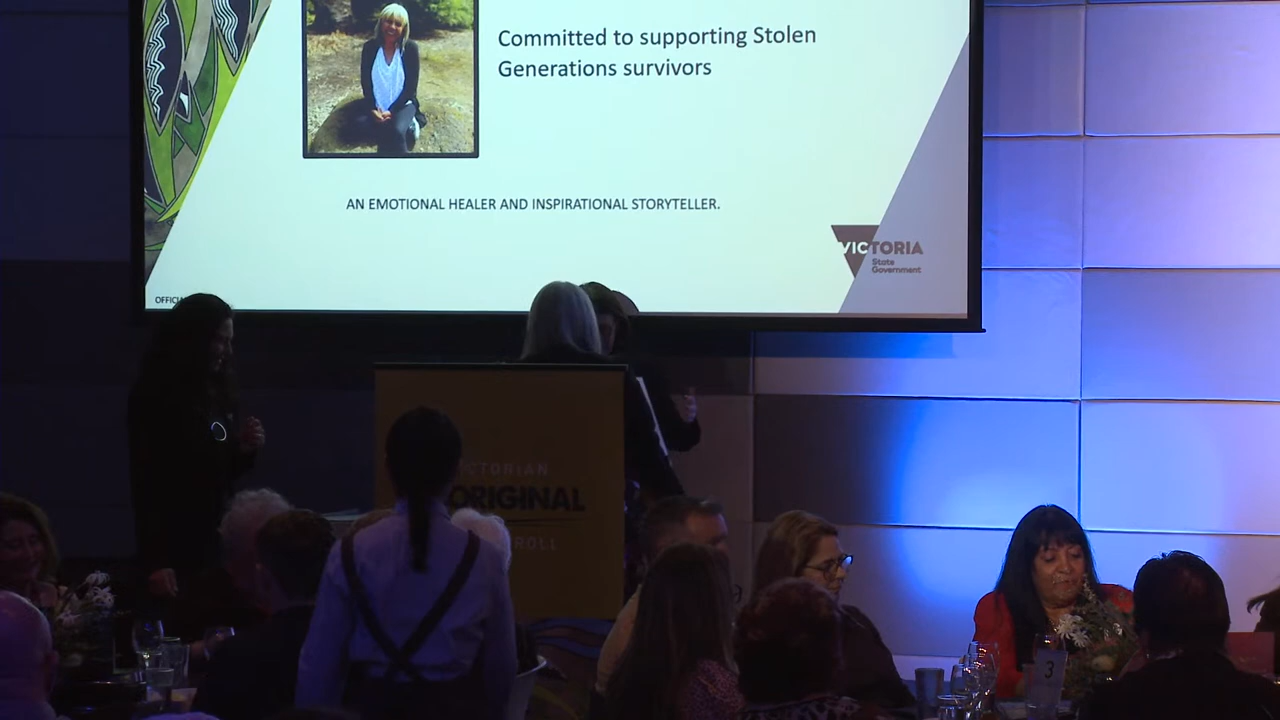 Committed to supporting Stolen
Generations survivors
AN EMOTIONAL HEALER AND INSPIRATIONAL STORYTELLER.
VICTORIA
State
Government
ORIGINAL
3